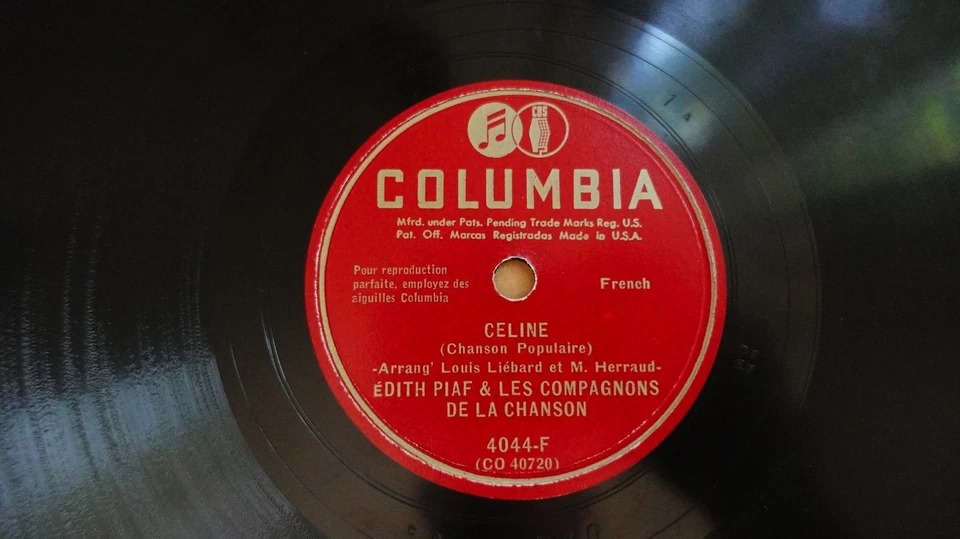 CBS
COLUMBIA
Mfrd. under Pats. Pending Trade Marks Reg. U.S.
Pat. Off. Marcas Registradas Made in U.S.A.
Pour reproduction
parfaite, employez des
aiguilles Columbia
French
CELINE
(Chanson Populaire)
-Arrang' Louis Liébard et M. Herraud-
ÉDITH PIAF & LES COMPAGNONS
DE LA CHANSON
4044-F
(CO 40720)
1A